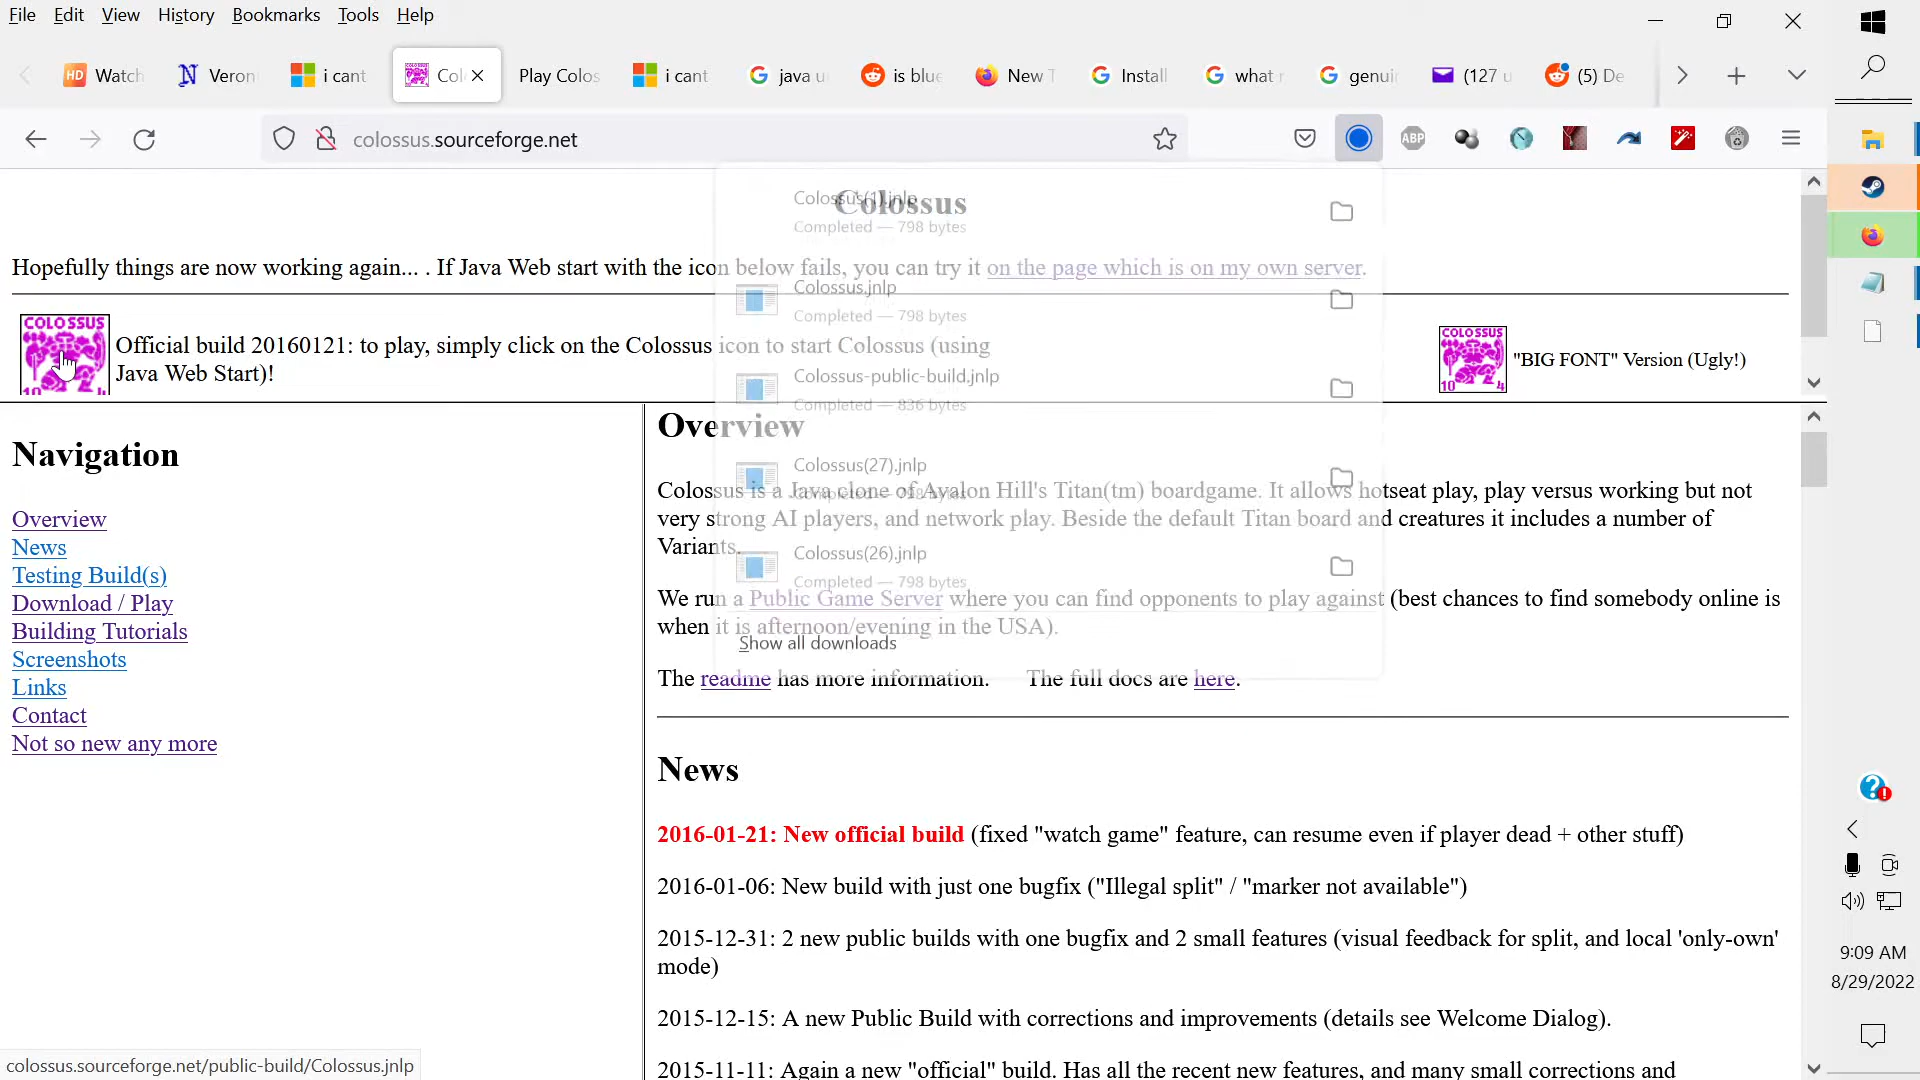 File Edit View History Bookmarks Tools Help
Watch Veron i cant Col Play Colos i cant java u is blue New T Install what r genui (127 u (5) De
colossus.sourceforge.net
ABP
Colossus
Colossus(1).jnlp
Completed — 798 bytes
Hopefully things are now working again... . If Java Web start with the icon below fails, you can try it on the page which is on my own server.
Colossus.jnlp
Completed — 798 bytes
COLOSSUS
10 4
Official build 20160121: to play, simply click on the Colossus icon to start Colossus (using
Java Web Start)!
COLOSSUS
10 4
"BIG FONT" Version (Ugly!)
Colossus-public-build.jnlp
Completed — 836 bytes
Colossus(27).jnlp
Completed — 798 bytes
Colossus(26).jnlp
Completed — 798 bytes
Show all downloads
Navigation
Overview
News
Testing Build(s)
Download / Play
Building Tutorials
Screenshots
Links
Contact
Not so new any more
Overview
Colossus is a Java clone of Avalon Hill's Titan(tm) boardgame. It allows hotseat play, play versus working but not
very strong AI players, and network play. Beside the default Titan board and creatures it includes a number of
Variants.
We run a Public Game Server where you can find opponents to play against (best chances to find somebody online is
when it is afternoon/evening in the USA).
The readme has more information. The full docs are here.
News
2016-01-21: New official build (fixed "watch game" feature, can resume even if player dead + other stuff)
2016-01-06: New build with just one bugfix ("Illegal split" / "marker not available")
2015-12-31: 2 new public builds with one bugfix and 2 small features (visual feedback for split, and local 'only-own'
mode)
2015-12-15: A new Public Build with corrections and improvements (details see Welcome Dialog).
2015-11-11: Again a new "official" build. Has all the recent new features, and many small corrections and
colossus.sourceforge.net/public-build/Colossus.jnlp
9:09 AM
8/29/2022